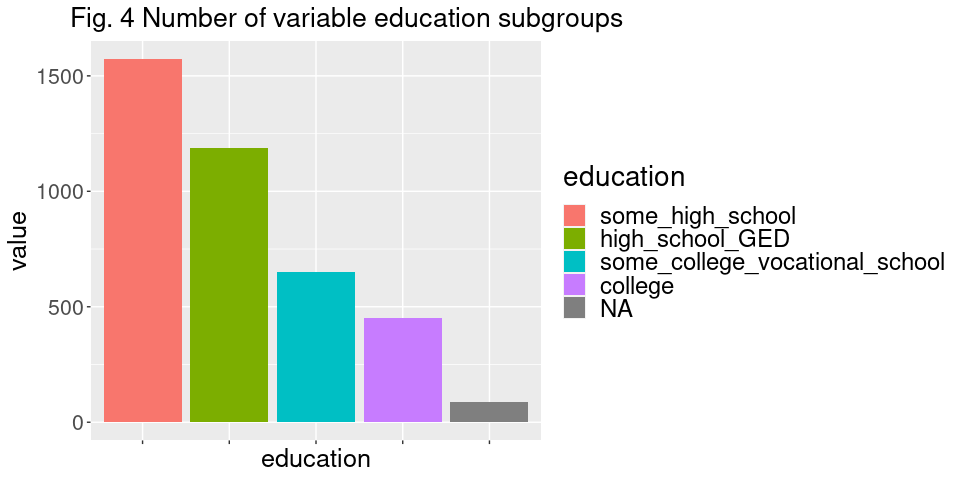 Fig. 4 Number of variable education subgroups
1500
1000
500
0
value
education
education
some_high_school
high_school_GED
some_college_vocational_school
college
NA